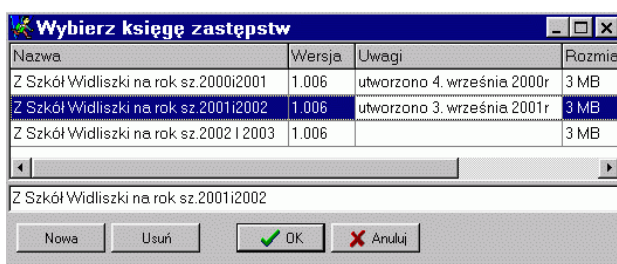 Wybierz księgę zastępstw
Nazwa Wersja Uwagi Rozmia
Z Szkół Widliszki na rok sz.2000i2001 1.006 utworzono 4. września 2000r 3 MB
Z Szkół Widliszki na rok sz.2001i2002 1.006 utworzono 3. września 2001r 3 MB
Z Szkół Widliszki na rok sz.2002 I 2003 1.006 3 MB
Z Szkół Widliszki na rok sz.2001i2002
Nowa Usuń OK Anuluj